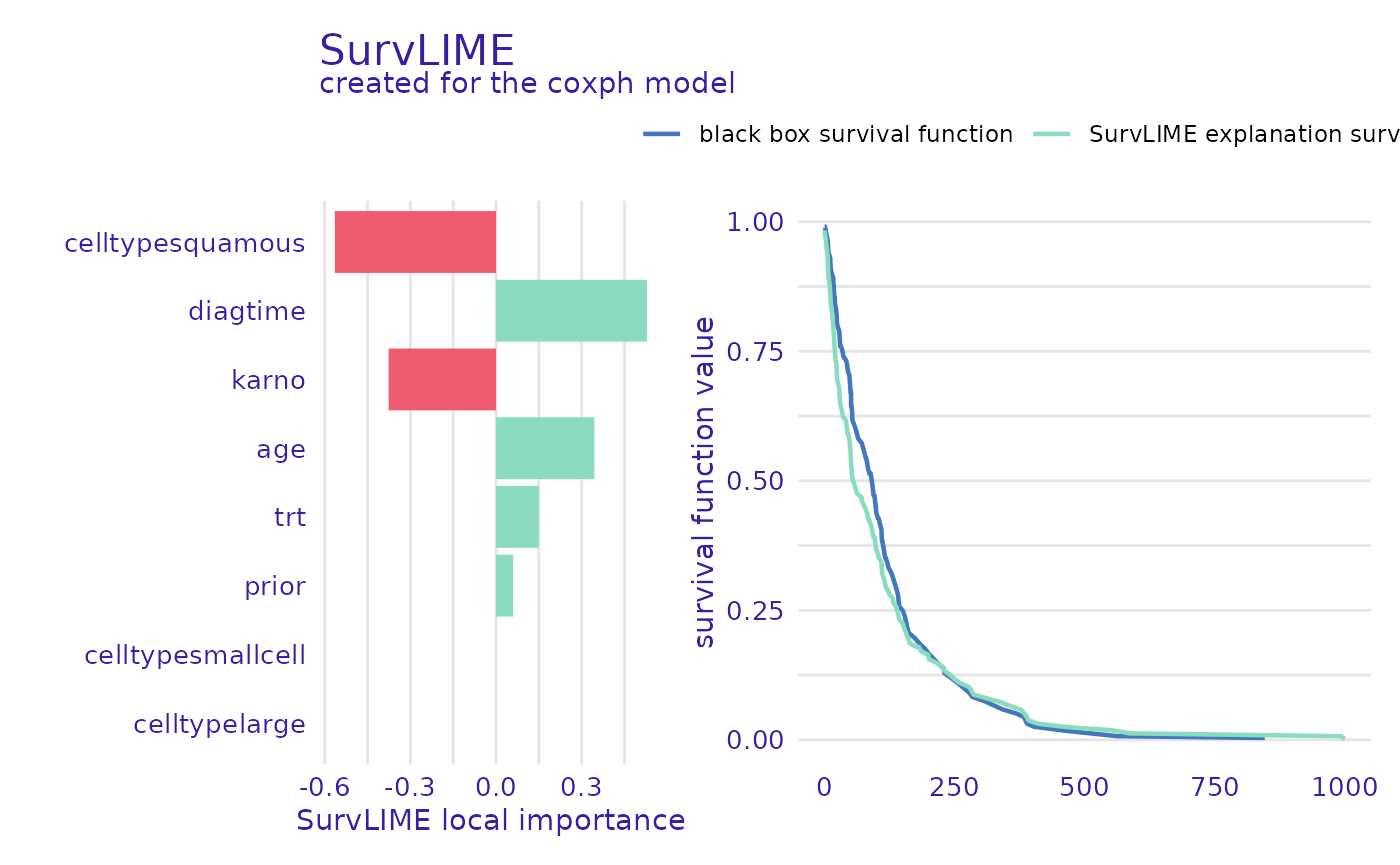 SurvLIME
created for the coxph model
black box survival function SurvLIME explanation surv
celltypesquamous
diagtime
karno
age
trt
prior
celltypesmallcell
celltypelarge
-0.6 -0.3 0.0 0.3
SurvLIME local importance
survival function value
1.00
0.75
0.50
0.25
0.00
0 250 500 750 1000